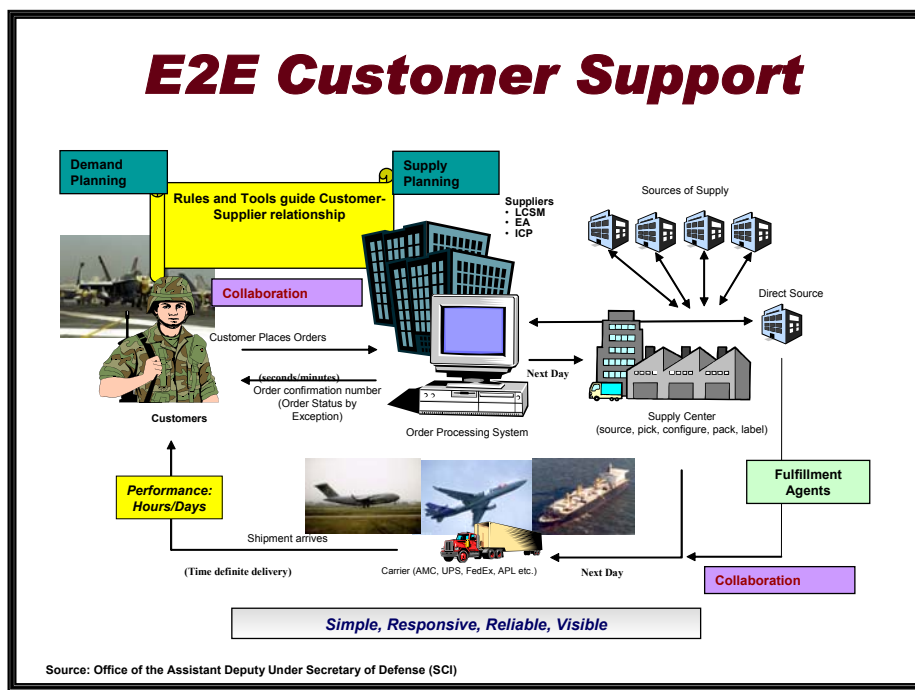 E2E Customer Support
Demand
Planning
Supply
Planning
Rules and Tools guide Customer-
Supplier relationship
Suppliers
• LCSM
• EA
• ICP
Sources of Supply
Collaboration
Direct Source
Customer Places Orders
Next Day
(seconds/minutes)
Order confirmation number
(Order Status by
Exception)
Customers
Order Processing System
Supply Center
(source, pick, configure, pack, label)
Fulfillment
Agents
Performance:
Hours/Days
Shipment arrives
(Time definite delivery)
Carrier (AMC, UPS, FedEx, APL etc.)
Next Day
Collaboration
Simple, Responsive, Reliable, Visible
Source: Office of the Assistant Deputy Under Secretary of Defense (SCI)